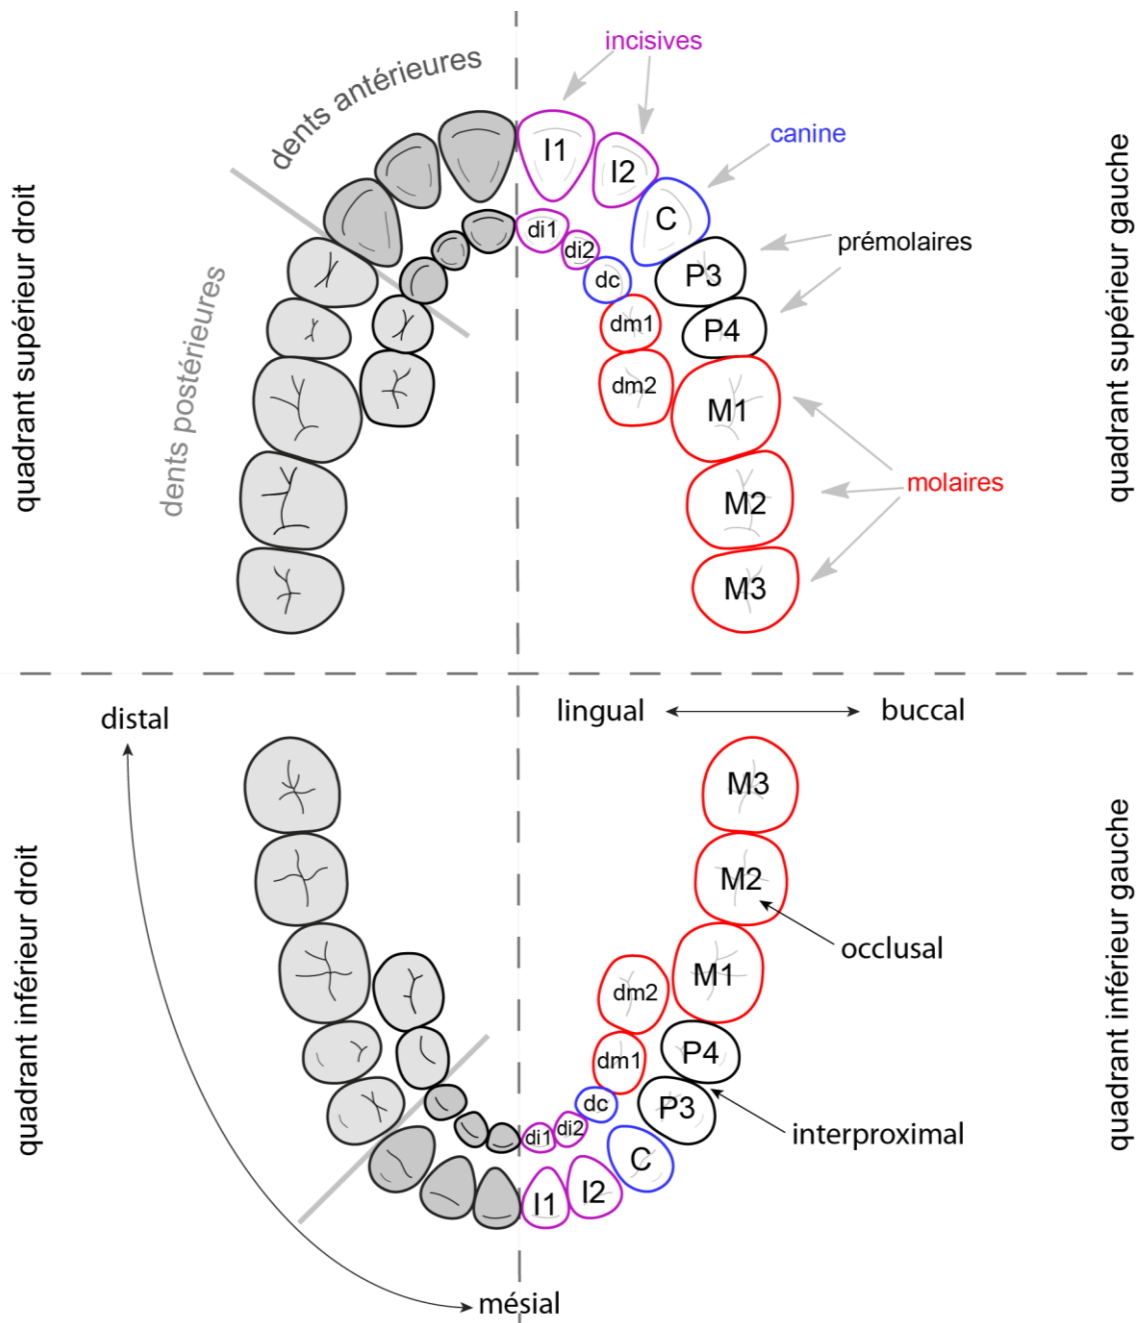 incisives
dents antérieures
canine
I1
I2
C
di1
di2
dc
prémolaires
P3
P4
dm1
dm2
quadrant supérieur droit
quadrant supérieur gauche
dents postérieures
M1
molaires
M2
M3
distal
lingual
buccal
M3
M2
occlusal
quadrant inférieur droit
quadrant inférieur gauche
M1
dm2
P4
dm1
P3
dc
interproximal
di1
di2
C
I1
I2
mésial